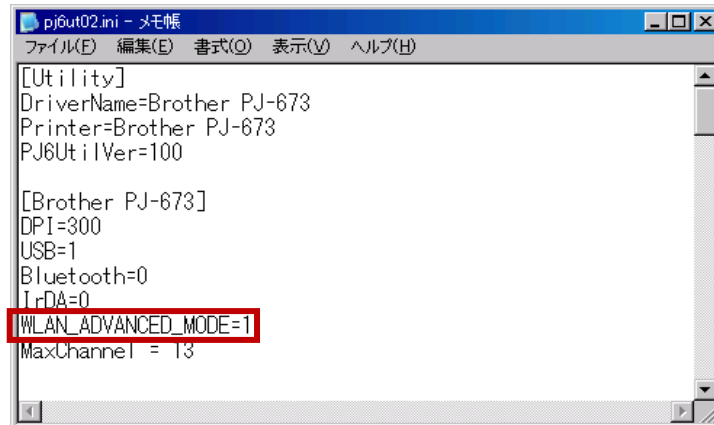 pj6ut02.ini - メモ帳
ファイル(F) 編集(E) 書式(O) 表示(V) ヘルプ(H)
[Utility]
DriverName=Brother PJ-673
Printer=Brother PJ-673
PJ6UtilVer=100
[Brother PJ-673]
DPI=300
USB=1
Bluetooth=0
IrDA=0
WLAN_ADVANCED_MODE=1
MaxChannel = 13